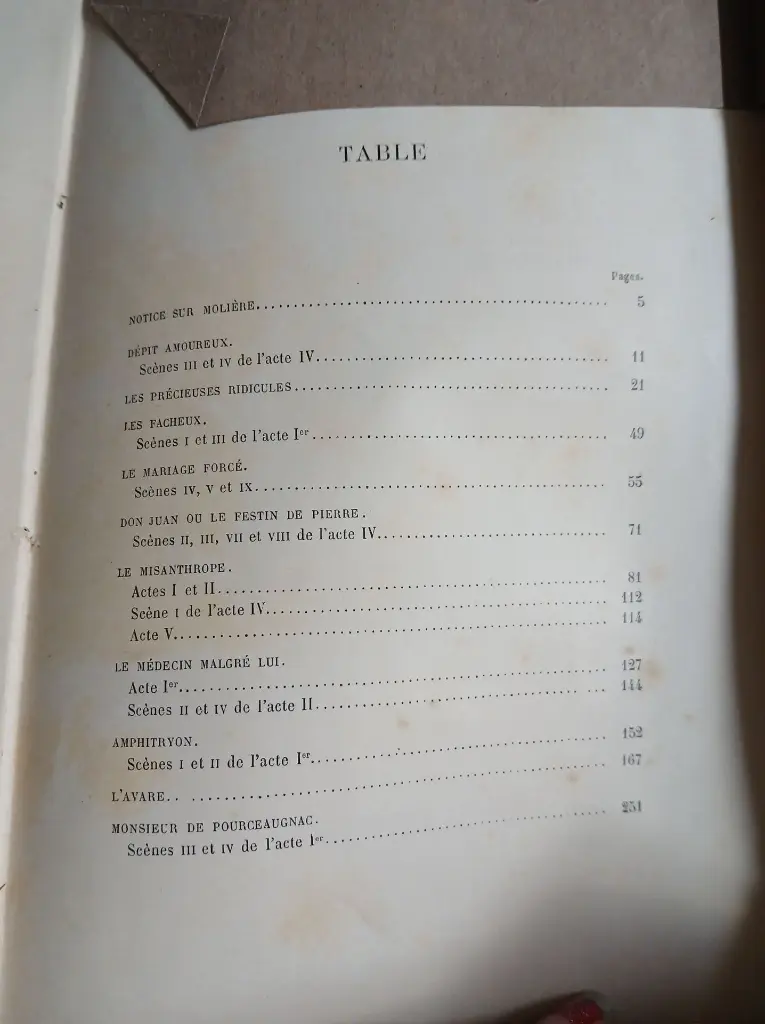 TABLE
Pages.
NOTICE SUR MOLIÈRE........................ 5
DÉPIT AMOUREUX.
Scènes III et IV de l'acte IV........................ 11
LES PRÉCIEUSES RIDICULES........................ 21
LES FACHEUX.
Scènes I et III de l'acte Ier........................ 49
LE MARIAGE FORCÉ.
Scènes IV, V et IX........................ 55
DON JUAN OU LE FESTIN DE PIERRE.
Scènes II, III, VII et VIII de l'acte IV........................ 71
LE MISANTHROPE.
Actes I et II........................ 81
Scène I de l'acte IV........................ 112
Acte V........................ 114
LE MÉDECIN MALGRÉ LUI.
Acte Ier........................ 127
Scènes II et IV de l'acte II........................ 144
AMPHITRYON.
Scènes I et II de l'acte Ier........................ 152
L'AVARE........................ 167
MONSIEUR DE POURCEAUGNAC.
Scènes III et IV de l'acte Ier........................ 251